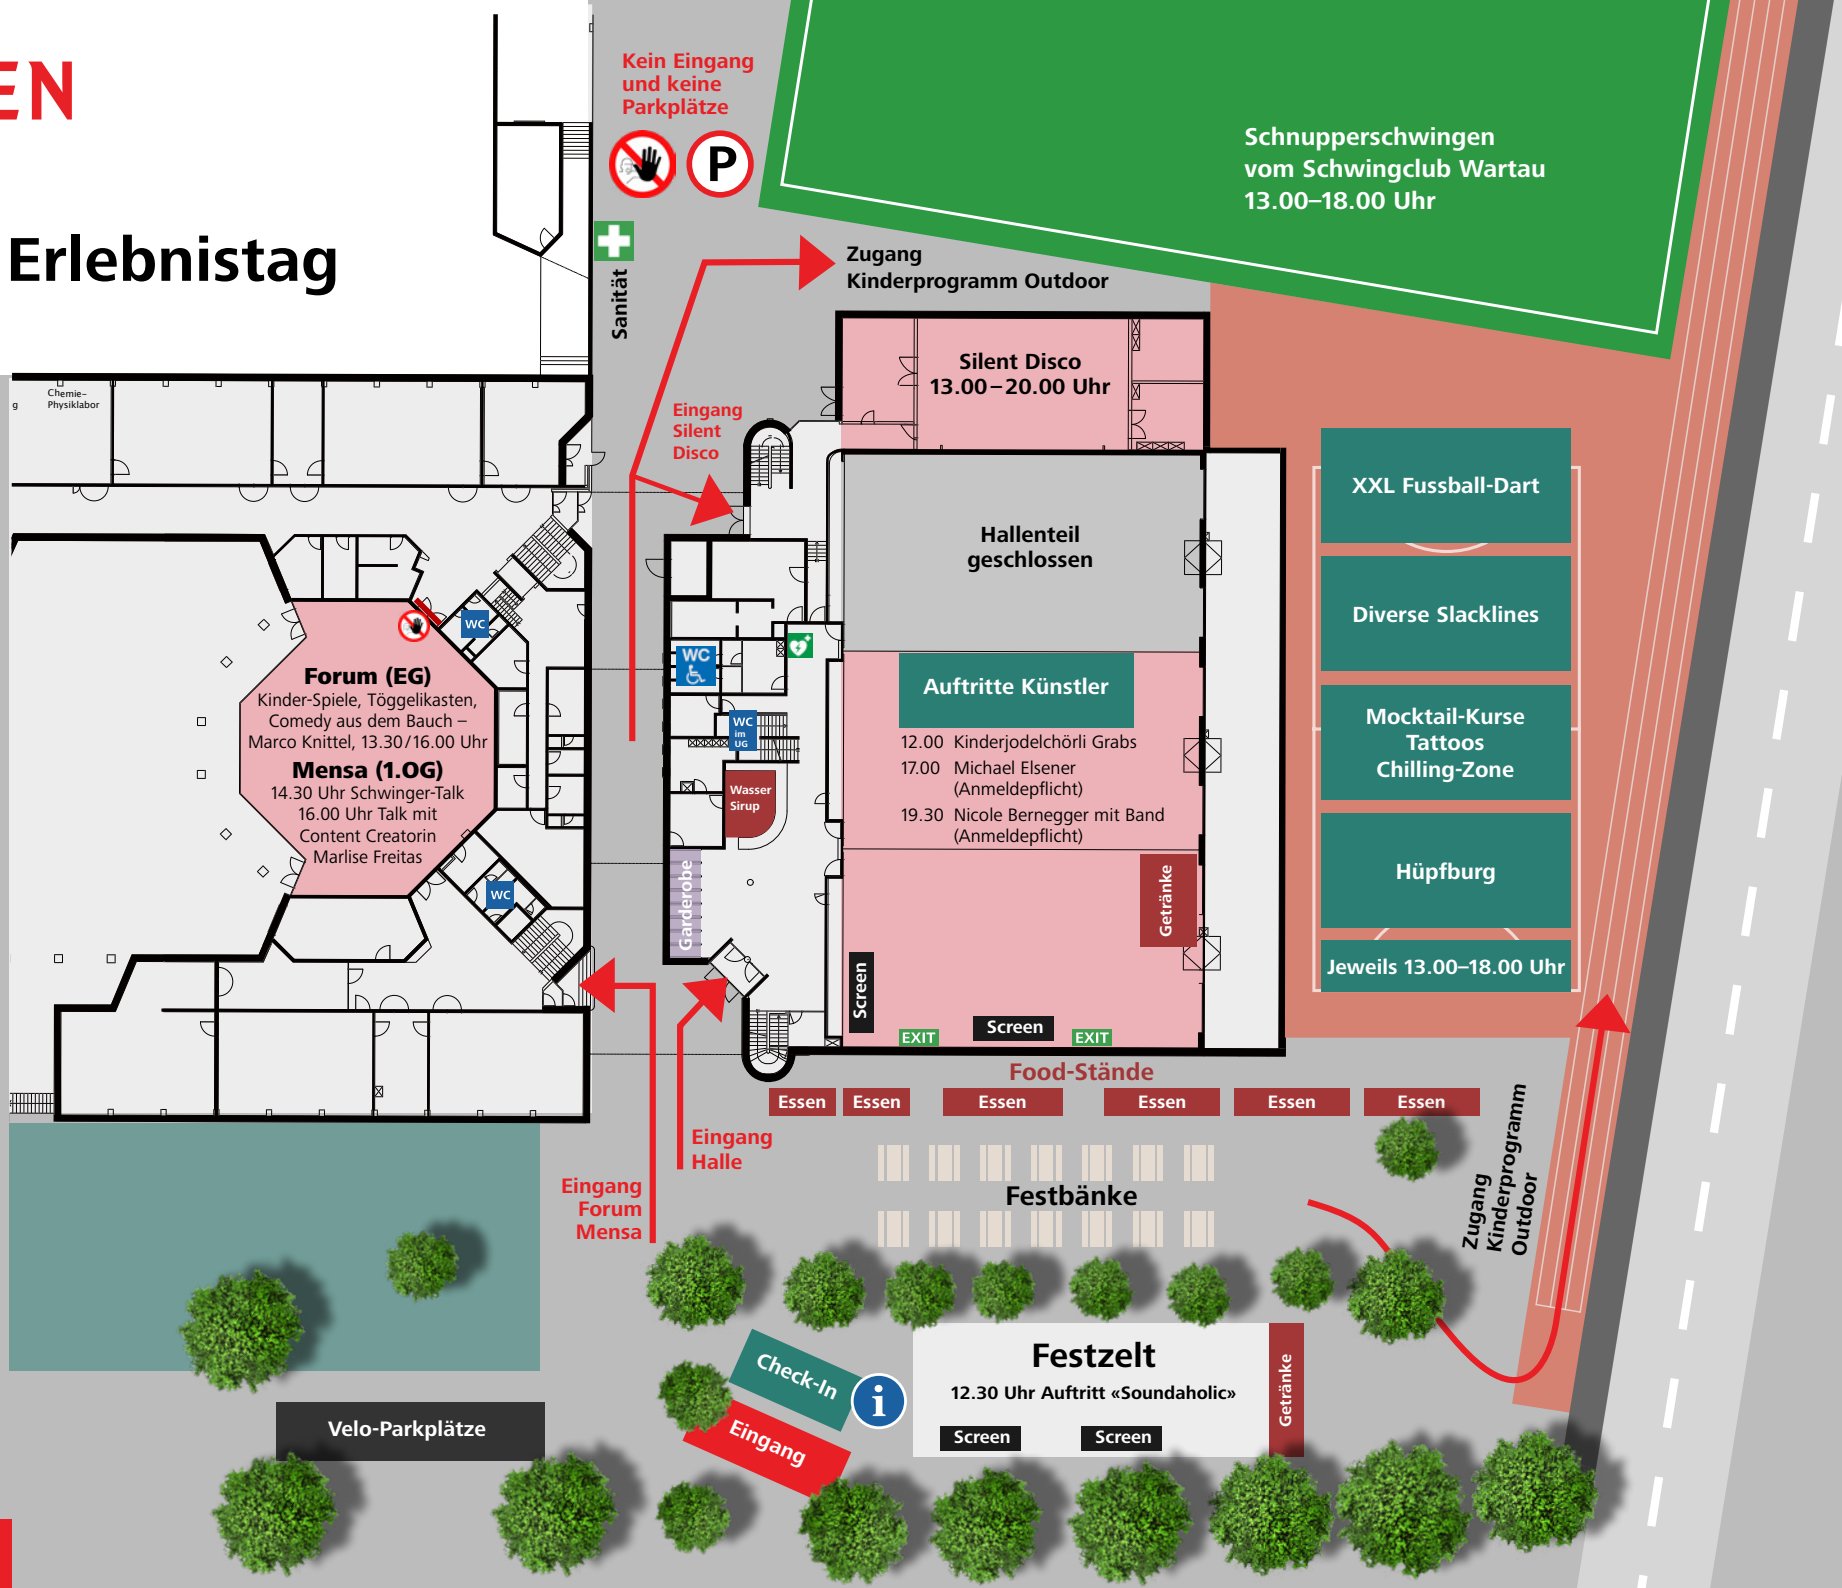 EN
Erlebnistag
Kein Eingang
und keine
Parkplätze
P
Schnupperschwingen
vom Schwingclub Wartau
13.00–18.00 Uhr
Sanität
Zugang
Kinderprogramm Outdoor
Silent Disco
13.00–20.00 Uhr
g
Chemie-
Physiklabor
Eingang
Silent
Disco
Hallenteil
geschlossen
XXL Fussball-Dart
Diverse Slacklines
Mocktail-Kurse
Tattoos
Chilling-Zone
Hüpfburg
Jeweils 13.00–18.00 Uhr
WC
Forum (EG)
Kinder-Spiele, Töggelikasten,
Comedy aus dem Bauch –
Marco Knittel, 13.30/16.00 Uhr
Mensa (1.OG)
14.30 Uhr Schwinger-Talk
16.00 Uhr Talk mit
Content Creatorin
Marlise Freitas
WC
WC
WC
im
UG
Wasser
Sirup
Garderobe
Auftritte Künstler
12.00 Kinderjodelchörli Grabs
17.00 Michael Elsener
(Anmeldepflicht)
19.30 Nicole Bernegger mit Band
(Anmeldepflicht)
Getränke
Screen
Screen
EXIT
EXIT
Food-Stände
Essen
Essen
Essen
Essen
Essen
Essen
Eingang
Halle
Eingang
Forum
Mensa
Festbänke
Zugang
Kinderprogramm
Outdoor
Check-In
i
Eingang
Festzelt
12.30 Uhr Auftritt «Soundaholic»
Screen
Screen
Getränke
Velo-Parkplätze